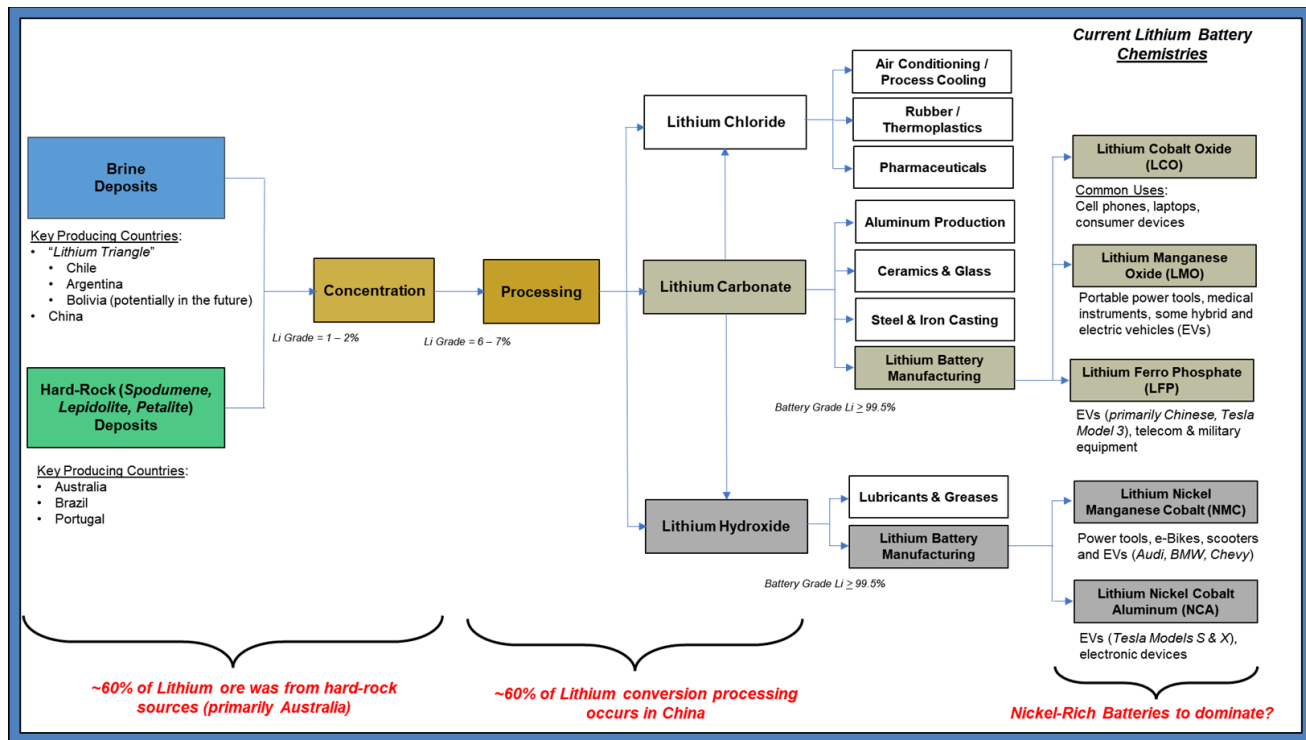 Current Lithium Battery
Chemistries
Brine
Deposits
Key Producing Countries:
• “Lithium Triangle”
• Chile
• Argentina
• Bolivia (potentially in the future)
• China
Hard-Rock (Spodumene,
Lepidolite, Petalite)
Deposits
Key Producing Countries:
• Australia
• Brazil
• Portugal
Concentration
Li Grade = 1 – 2%
Processing
Li Grade = 6 – 7%
Lithium Chloride
Lithium Carbonate
Lithium Hydroxide
Air Conditioning /
Process Cooling
Rubber /
Thermoplastics
Pharmaceuticals
Aluminum Production
Ceramics & Glass
Steel & Iron Casting
Lithium Battery
Manufacturing
Battery Grade Li ≥ 99.5%
Lubricants & Greases
Lithium Battery
Manufacturing
Battery Grade Li ≥ 99.5%
Lithium Cobalt Oxide
(LCO)
Common Uses:
Cell phones, laptops,
consumer devices
Lithium Manganese
Oxide (LMO)
Portable power tools, medical
instruments, some hybrid and
electric vehicles (EVs)
Lithium Ferro Phosphate
(LFP)
EVs (primarily Chinese, Tesla
Model 3), telecom & military
equipment
Lithium Nickel
Manganese Cobalt (NMC)
Power tools, e-Bikes, scooters
and EVs (Audi, BMW, Chevy)
Lithium Nickel Cobalt
Aluminum (NCA)
EVs (Tesla Models S & X),
electronic devices
~60% of Lithium ore was from hard-rock
sources (primarily Australia)
~60% of Lithium conversion processing
occurs in China
Nickel-Rich Batteries to dominate?